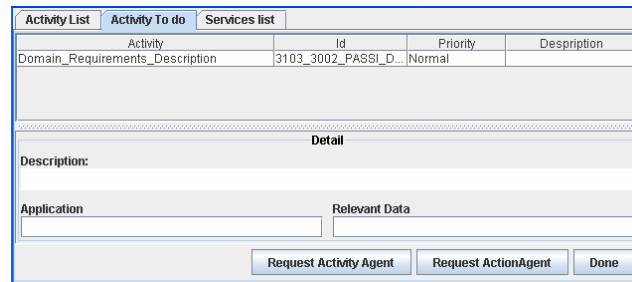 Activity List Activity To do Services list
Activity Id Priority Despription
Domain_Requirements_Description 3103_3002_PASSI_D... Normal
Detail
Description:
Application Relevant Data
Request Activity Agent Request ActionAgent Done